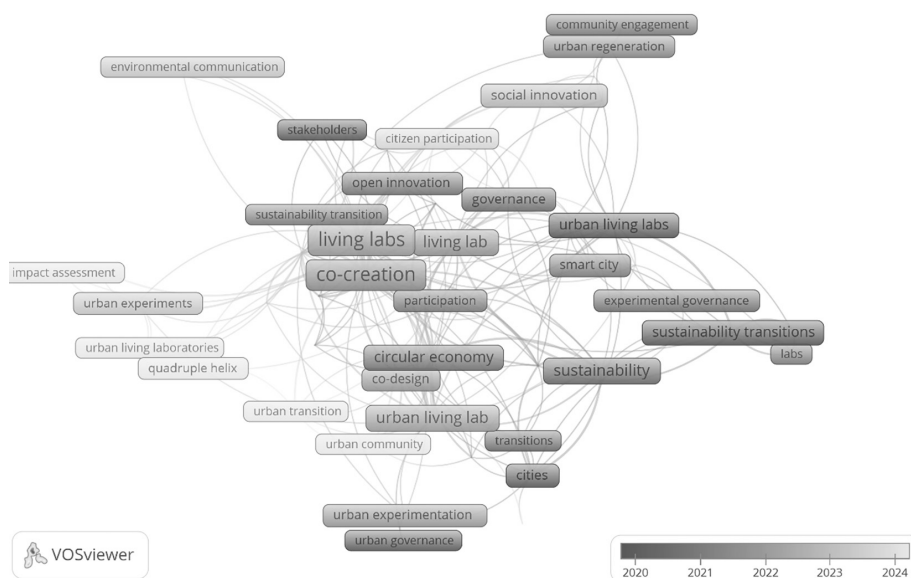 community engagement
urban regeneration
environmental communication
social innovation
stakeholders
citizen participation
open innovation
governance
sustainability transition
urban living labs
living labs
living lab
smart city
impact assessment
co-creation
urban experiments
participation
experimental governance
sustainability transitions
urban living laboratories
circular economy
labs
quadruple helix
co-design
sustainability
urban transition
urban living lab
urban community
transitions
cities
urban experimentation
urban governance
VOSviewer
2020 2021 2022 2023 2024